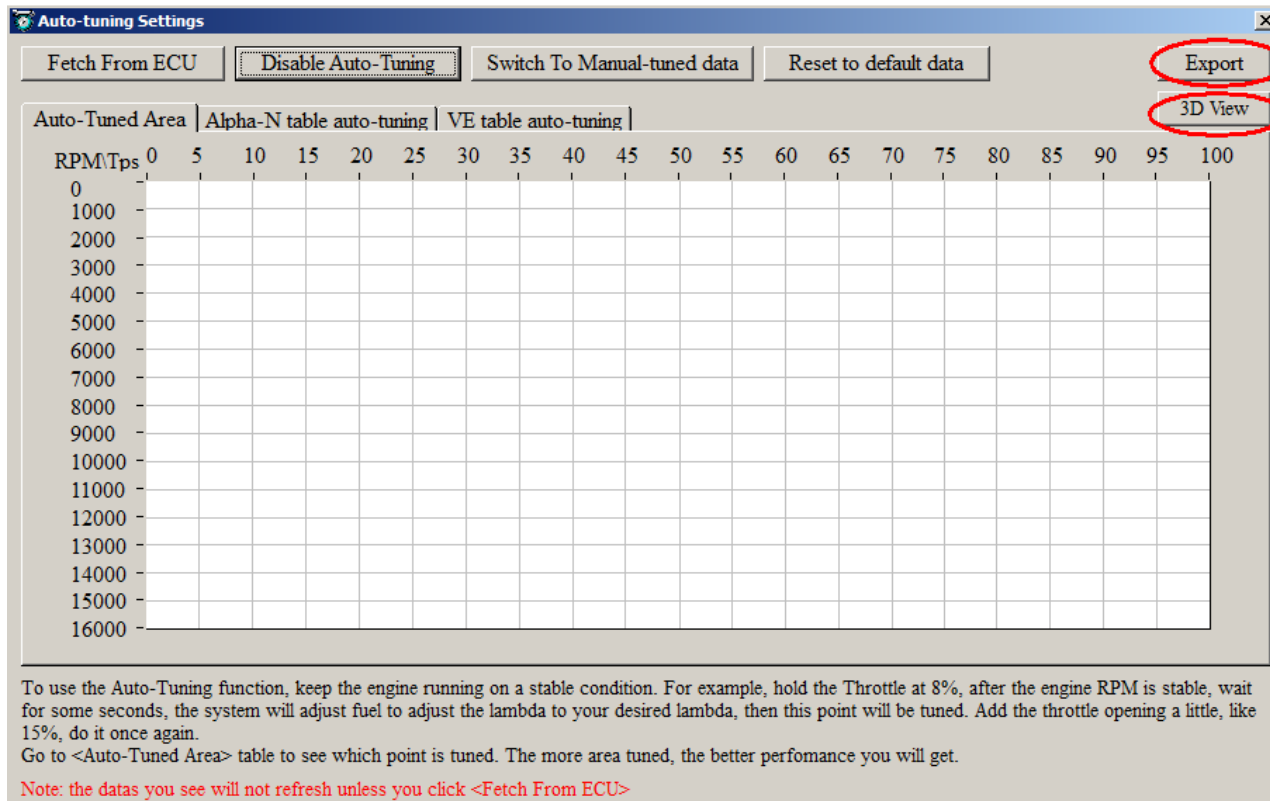 Auto-tuning Settings
Fetch From ECU Disable Auto-Tuning Switch To Manual-tuned data Reset to default data Export
3D View
Auto-Tuned Area Alpha-N table auto-tuning VE table auto-tuning
RPM\Tps 0 5 10 15 20 25 30 35 40 45 50 55 60 65 70 75 80 85 90 95 100
0
1000
2000
3000
4000
5000
6000
7000
8000
9000
10000
11000
12000
13000
14000
15000
16000
To use the Auto-Tuning function, keep the engine running on a stable condition. For example, hold the Throttle at 8%, after the engine RPM is stable, wait
for some seconds, the system will adjust fuel to adjust the lambda to your desired lambda, then this point will be tuned. Add the throttle opening a little, like
15%, do it once again.
Go to <Auto-Tuned Area> table to see which point is tuned. The more area tuned, the better perfomance you will get.
Note: the datas you see will not refresh unless you click <Fetch From ECU>